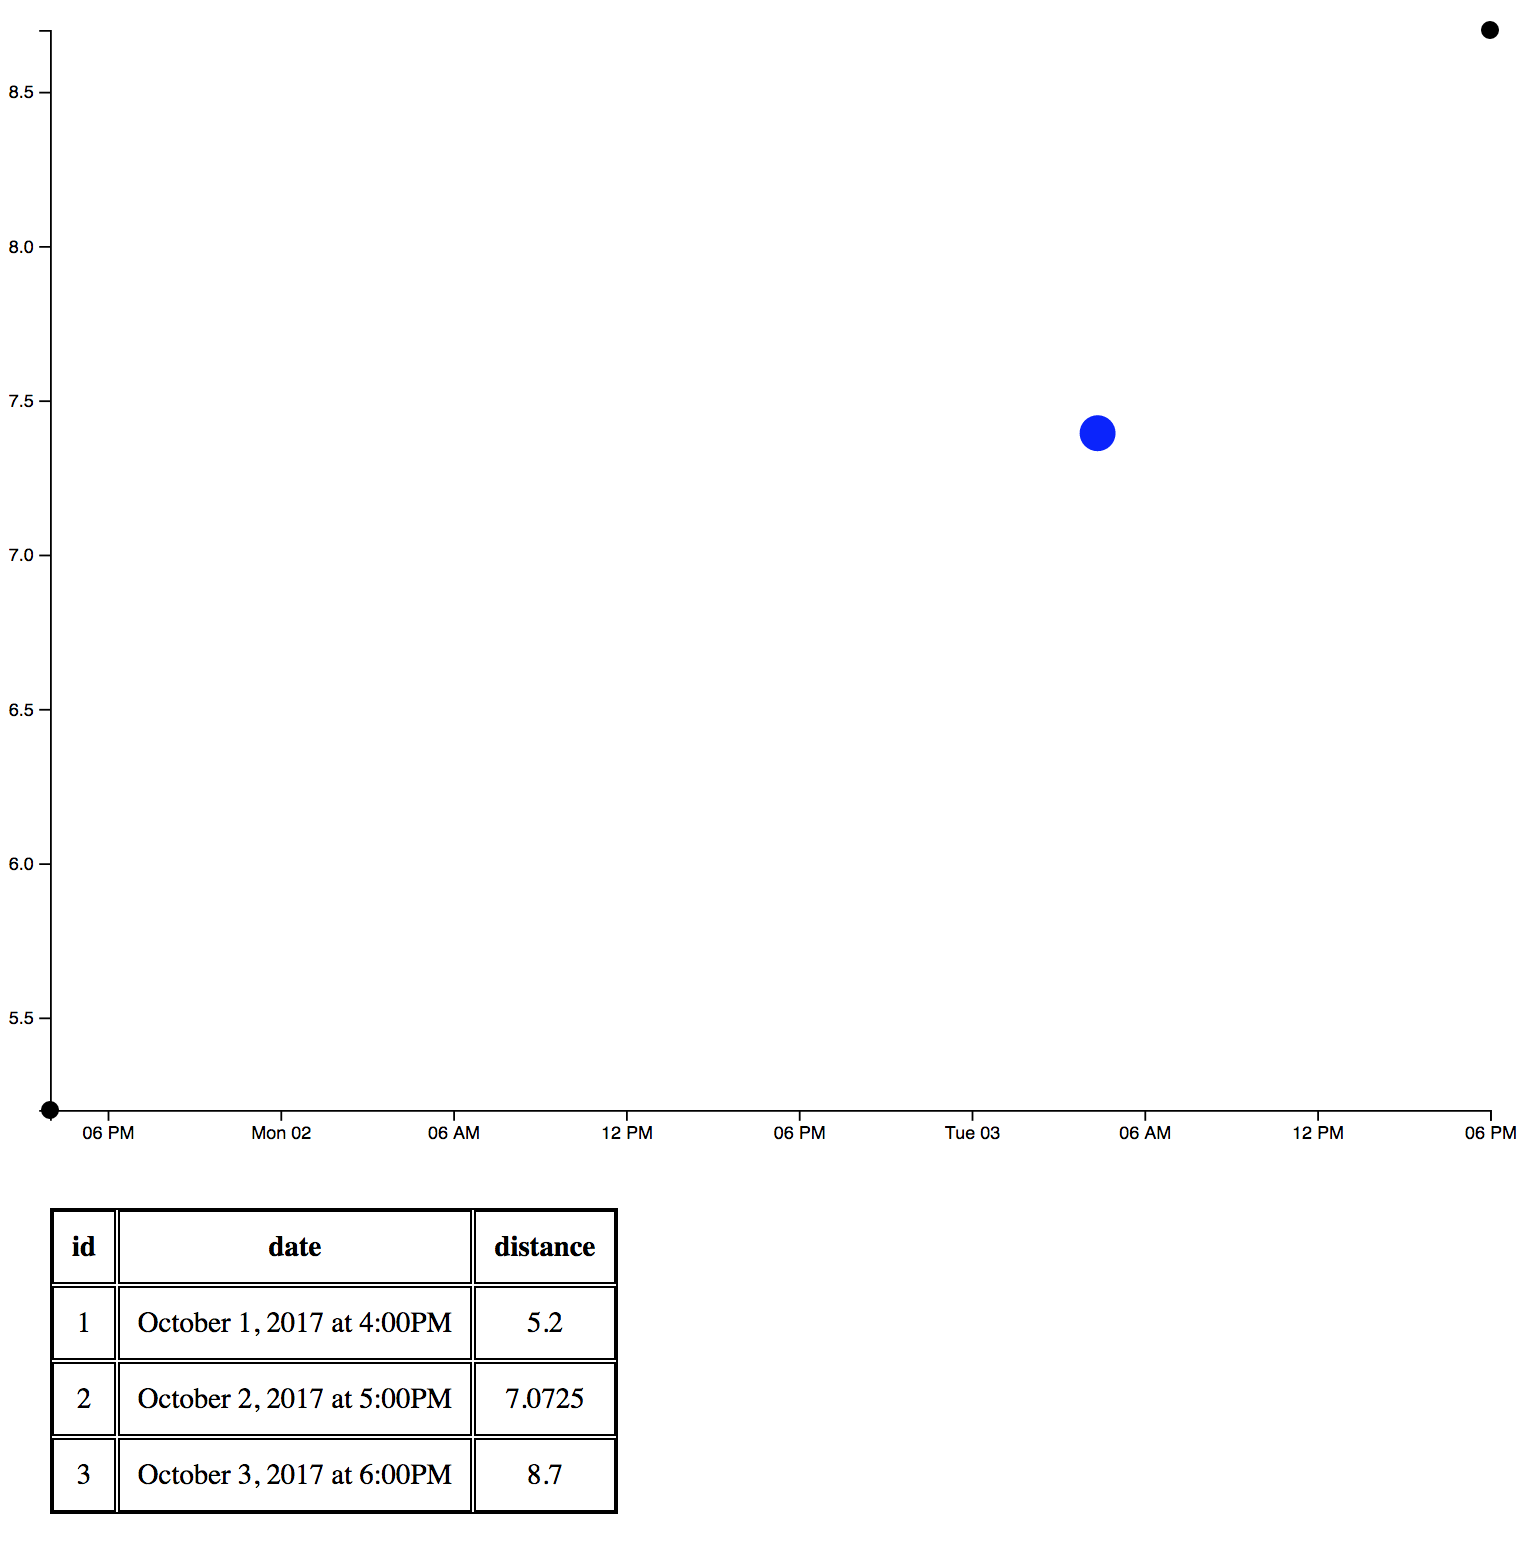 8.5
8.0
7.5
7.0
6.5
6.0
5.5
06 PM Mon 02 06 AM 12 PM 06 PM Tue 03 06 AM 12 PM 06 PM
id date distance
1 October 1, 2017 at 4:00PM 5.2
2 October 2, 2017 at 5:00PM 7.0725
3 October 3, 2017 at 6:00PM 8.7